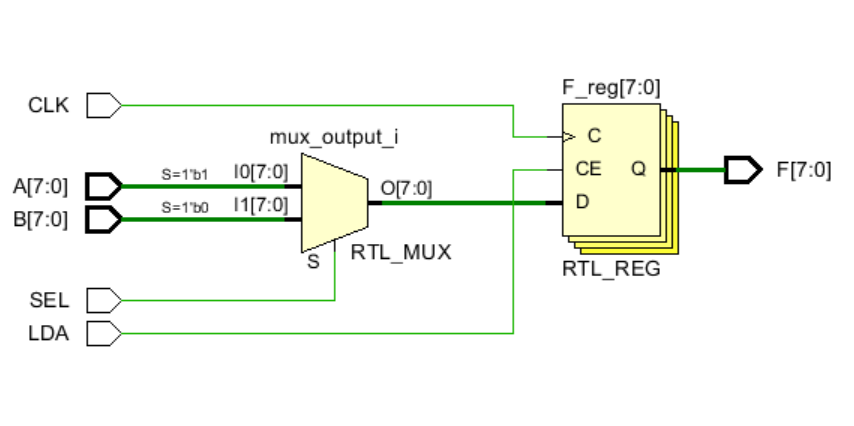 F_reg[7:0]
CLK
mux_output_i
C
S=1'b1
I0[7:0]
CE
Q
F[7:0]
A[7:0]
O[7:0]
S=1'b0
I1[7:0]
D
B[7:0]
S
RTL_MUX
RTL_REG
SEL
LDA